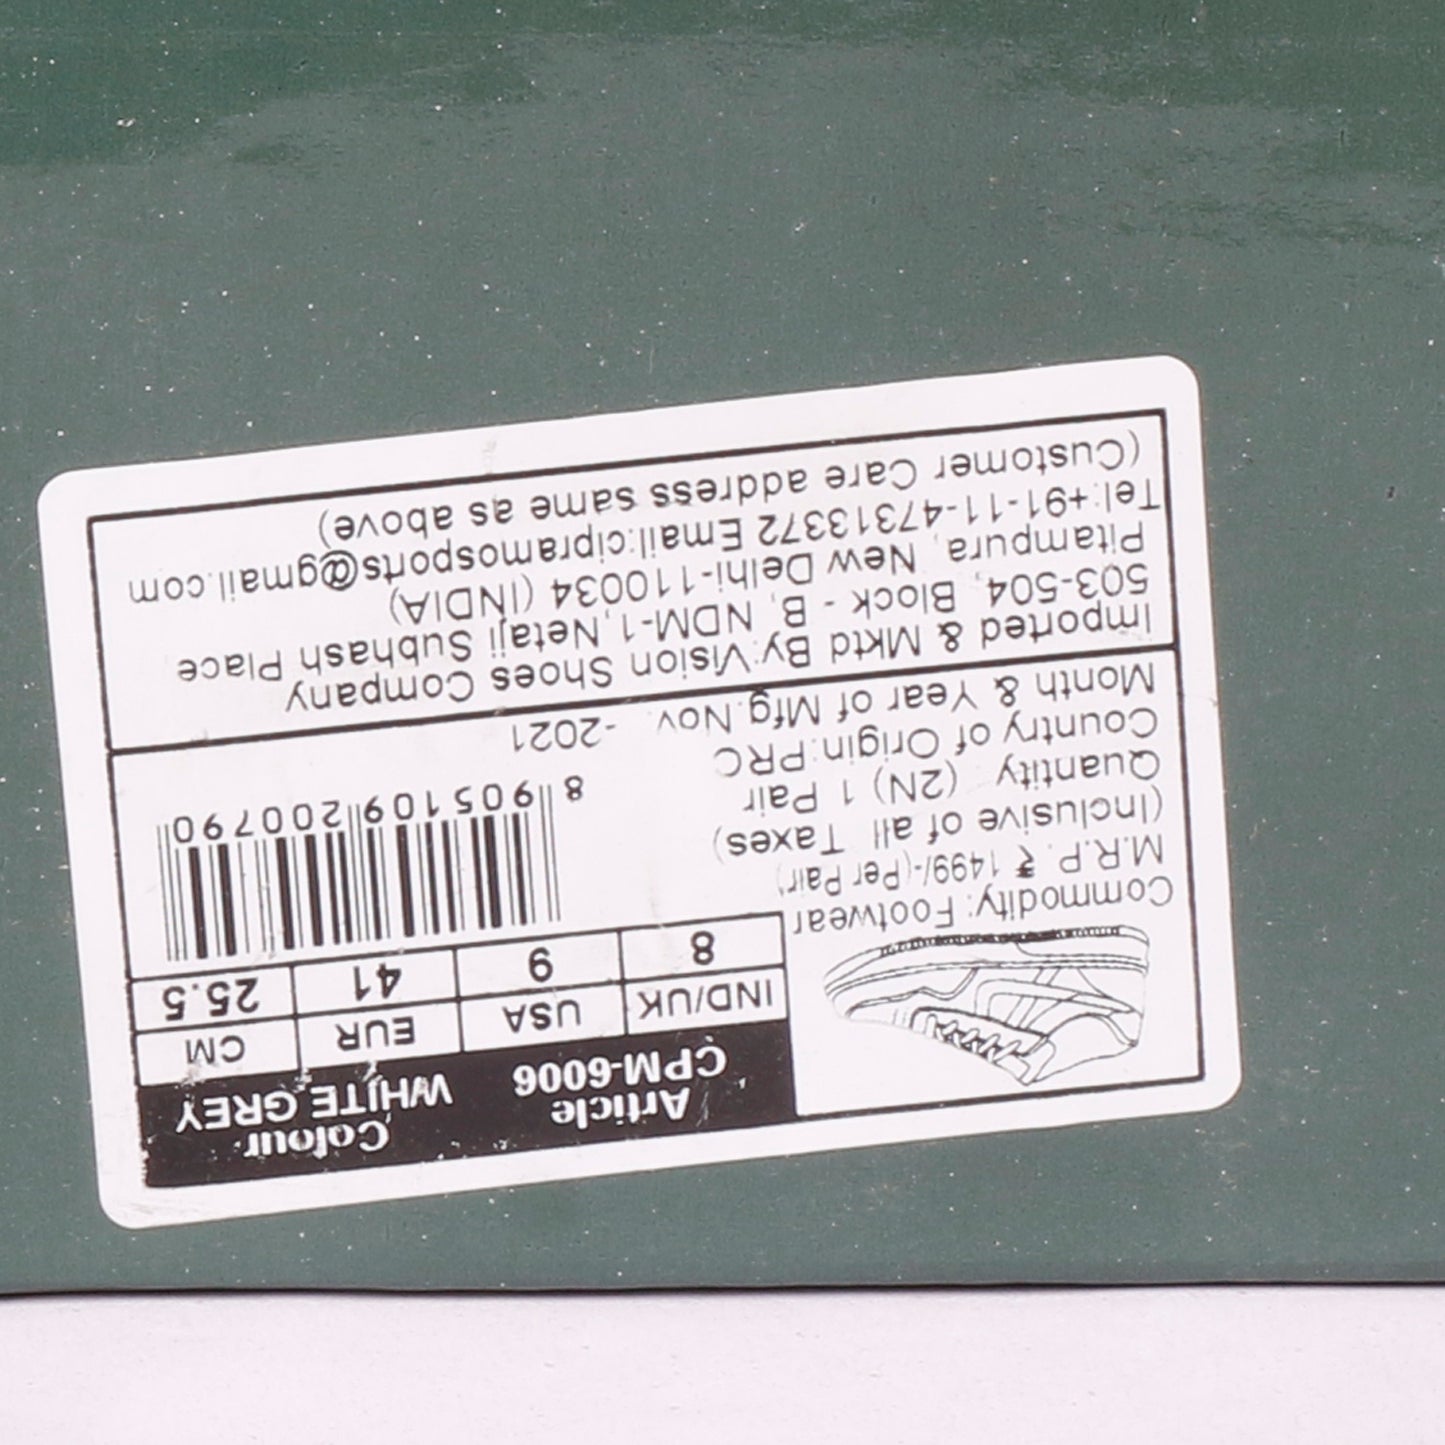 Article Colour
CPM-6006 WHITE.GREY
IND/UK USA EUR CM
8 9 41 25.5
Commodity: Footwear
M.R.P. ₹ 1499/-(Per Pair)
(Inclusive of all Taxes)
Quantity (2N) 1 Pair
Country of Origin:PRC
Month & Year of Mfg.Nov. -2021
8 905109 200790
Imported & Mktd By:Vision Shoes Company
503-504, Block - B, NDM-1,Netaji Subhash Place
Pitampura, New Delhi-110034 (INDIA)
Tel:+91-11-47313372 Email:cipramosports@gmail.com
(Customer Care address same as above)